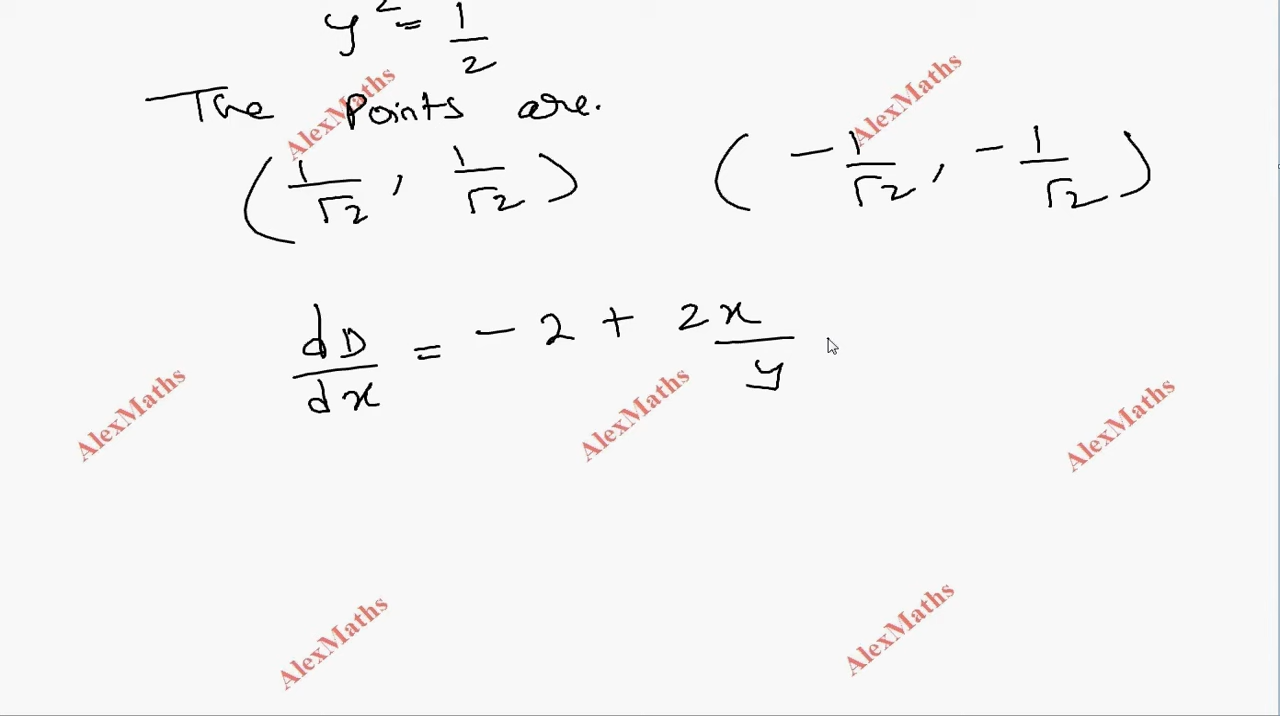 y² = 1/2
The Points are.
(1/√2, 1/√2) (-1/√2, -1/√2)
dD/dx = -2 + 2x/y
AlexMaths
AlexMaths
AlexMaths
AlexMaths
AlexMaths
AlexMaths
AlexMaths